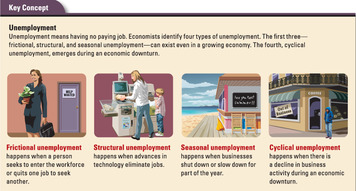 Key Concept
Unemployment
Unemployment means having no paying job. Economists identify four types of unemployment. The first three—
frictional, structural, and seasonal unemployment—can exist even in a growing economy. The fourth, cyclical
unemployment, emerges during an economic downturn.
Frictional unemployment
happens when a person
seeks to enter the workforce
or quits one job to seek
another.
Structural unemployment
happens when advances in
technology eliminate jobs.
Seasonal unemployment
happens when businesses
shut down or slow down for
part of the year.
Cyclical unemployment
happens when there is
a decline in business
activity during an economic
downturn.